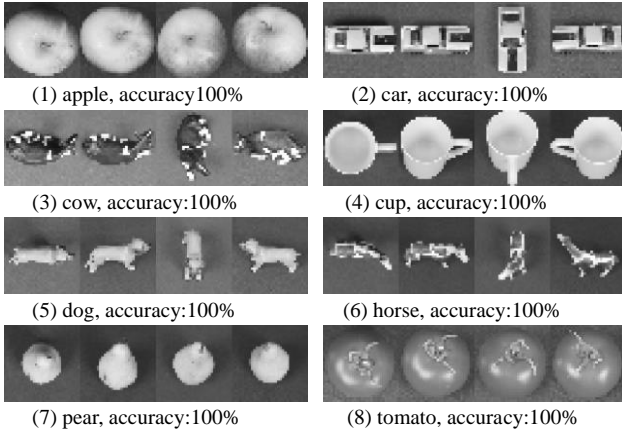 (1) apple, accuracy100%
(2) car, accuracy:100%
(3) cow, accuracy:100%
(4) cup, accuracy:100%
(5) dog, accuracy:100%
(6) horse, accuracy:100%
(7) pear, accuracy:100%
(8) tomato, accuracy:100%